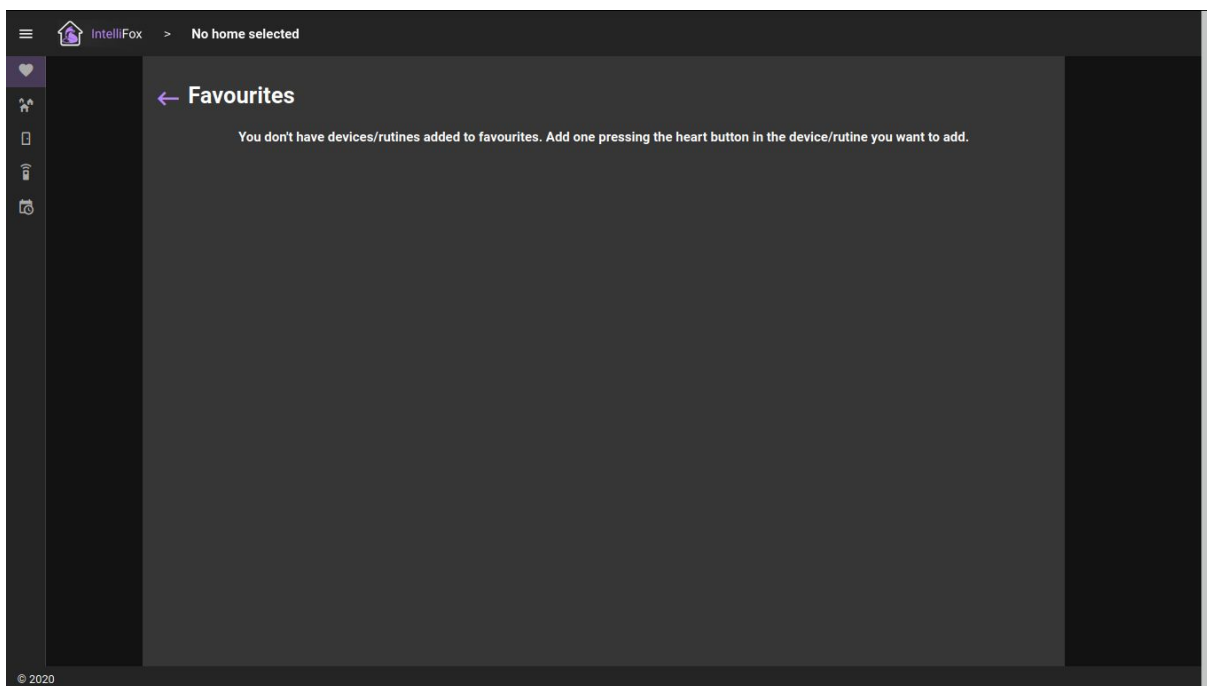 IntelliFox > No home selected
← Favourites
You don't have devices/rutines added to favourites. Add one pressing the heart button in the device/rutine you want to add.
© 2020